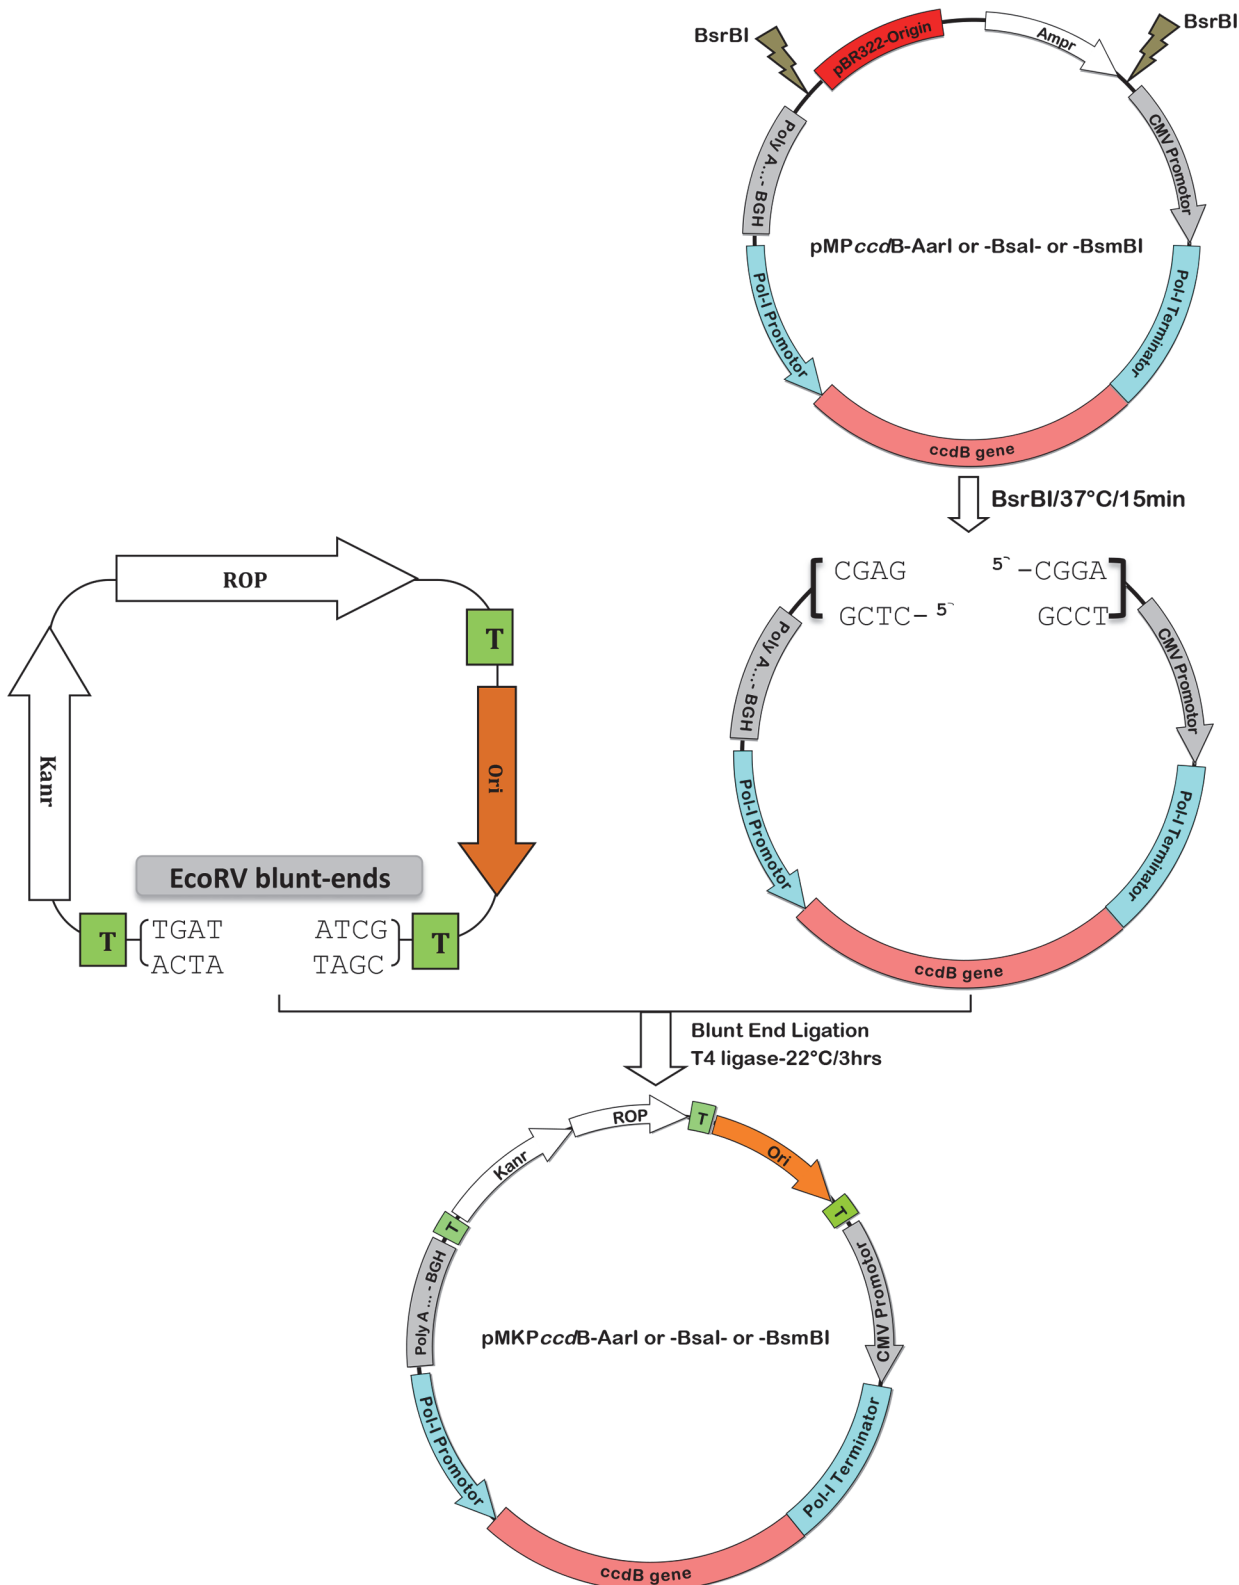 BsrBI
pBR322-Origin
Ampr
BsrBI
Poly A....- BGH
CMV Promotor
pMPccdB-AarI or -BsaI- or -BsmBI
Pol-I Promotor
Pol-I Terminator
ccdB gene
BsrBI/37°C/15min
CGAG
5` –CGGA
GCTC– 5`
GCCT
Poly A....- BGH
CMV Promotor
Pol-I Promotor
Pol-I Terminator
ccdB gene
ROP
T
Kanr
Ori
EcoRV blunt-ends
T
TGAT
ATCG
T
ACTA
TAGC
Blunt End Ligation
T4 ligase-22°C/3hrs
ROP
T
Kanr
Ori
T
T
Poly A ... - BGH
CMV Promotor
pMKPccdB-AarI or -BsaI- or -BsmBI
Pol-I Promotor
Pol-I Terminator
ccdB gene